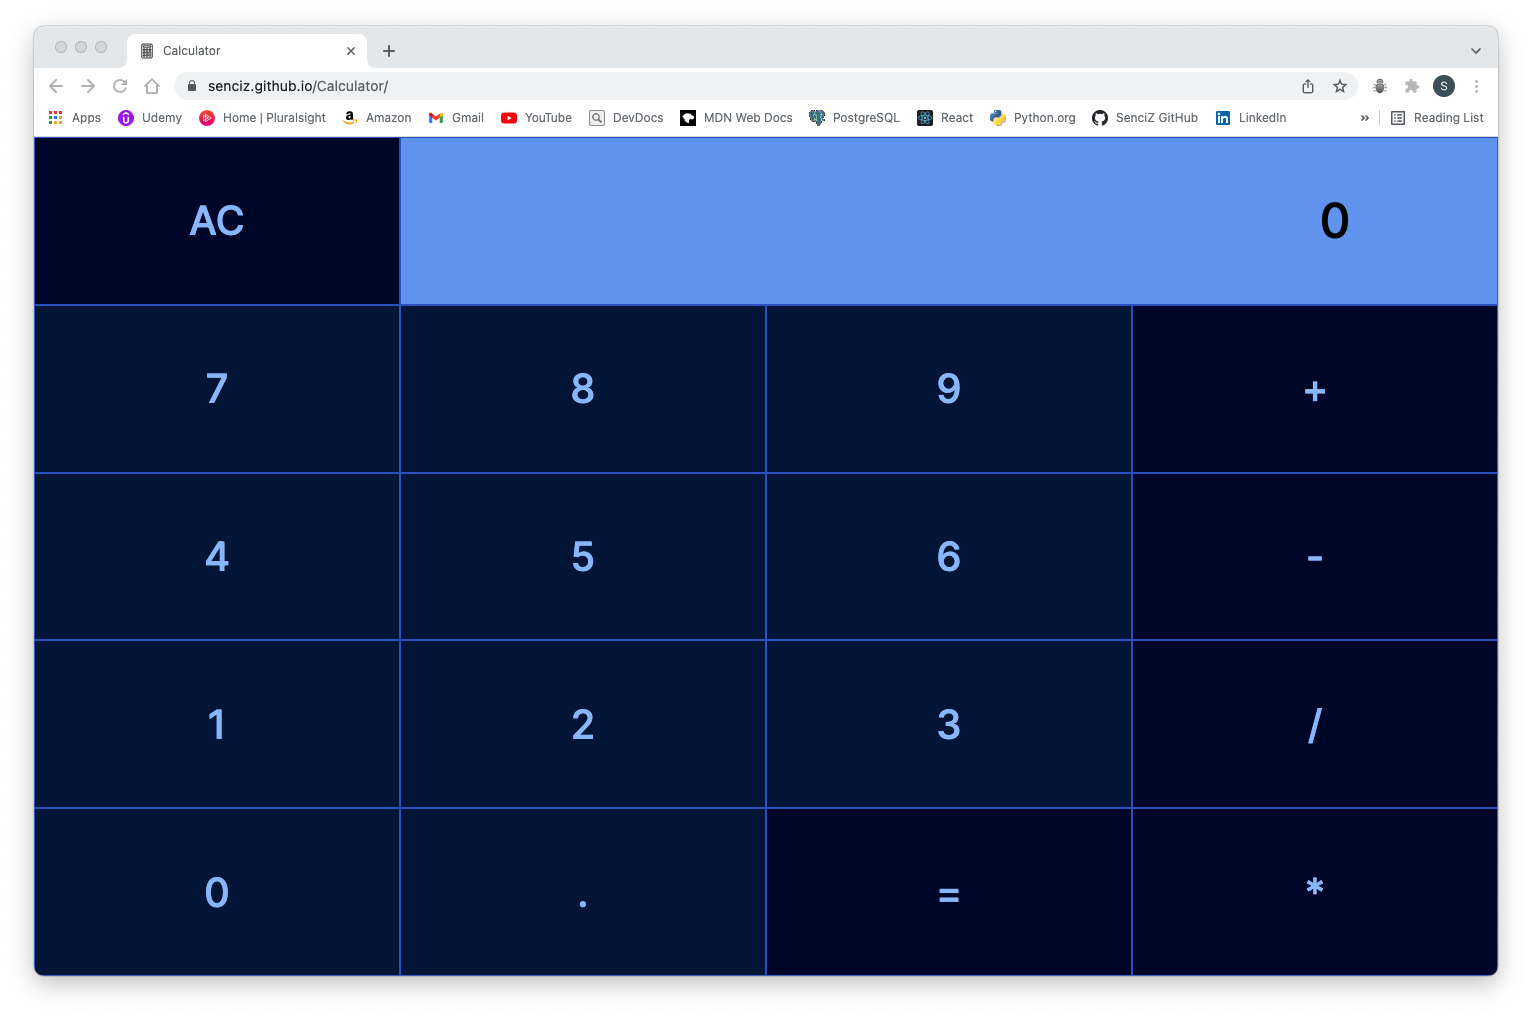 Calculator
senciz.github.io/Calculator/
S
Apps Udemy Home | Pluralsight Amazon Gmail YouTube DevDocs MDN Web Docs PostgreSQL React Python.org SenciZ GitHub LinkedIn » Reading List
AC 0
7 8 9 +
4 5 6 -
1 2 3 /
0 . = *